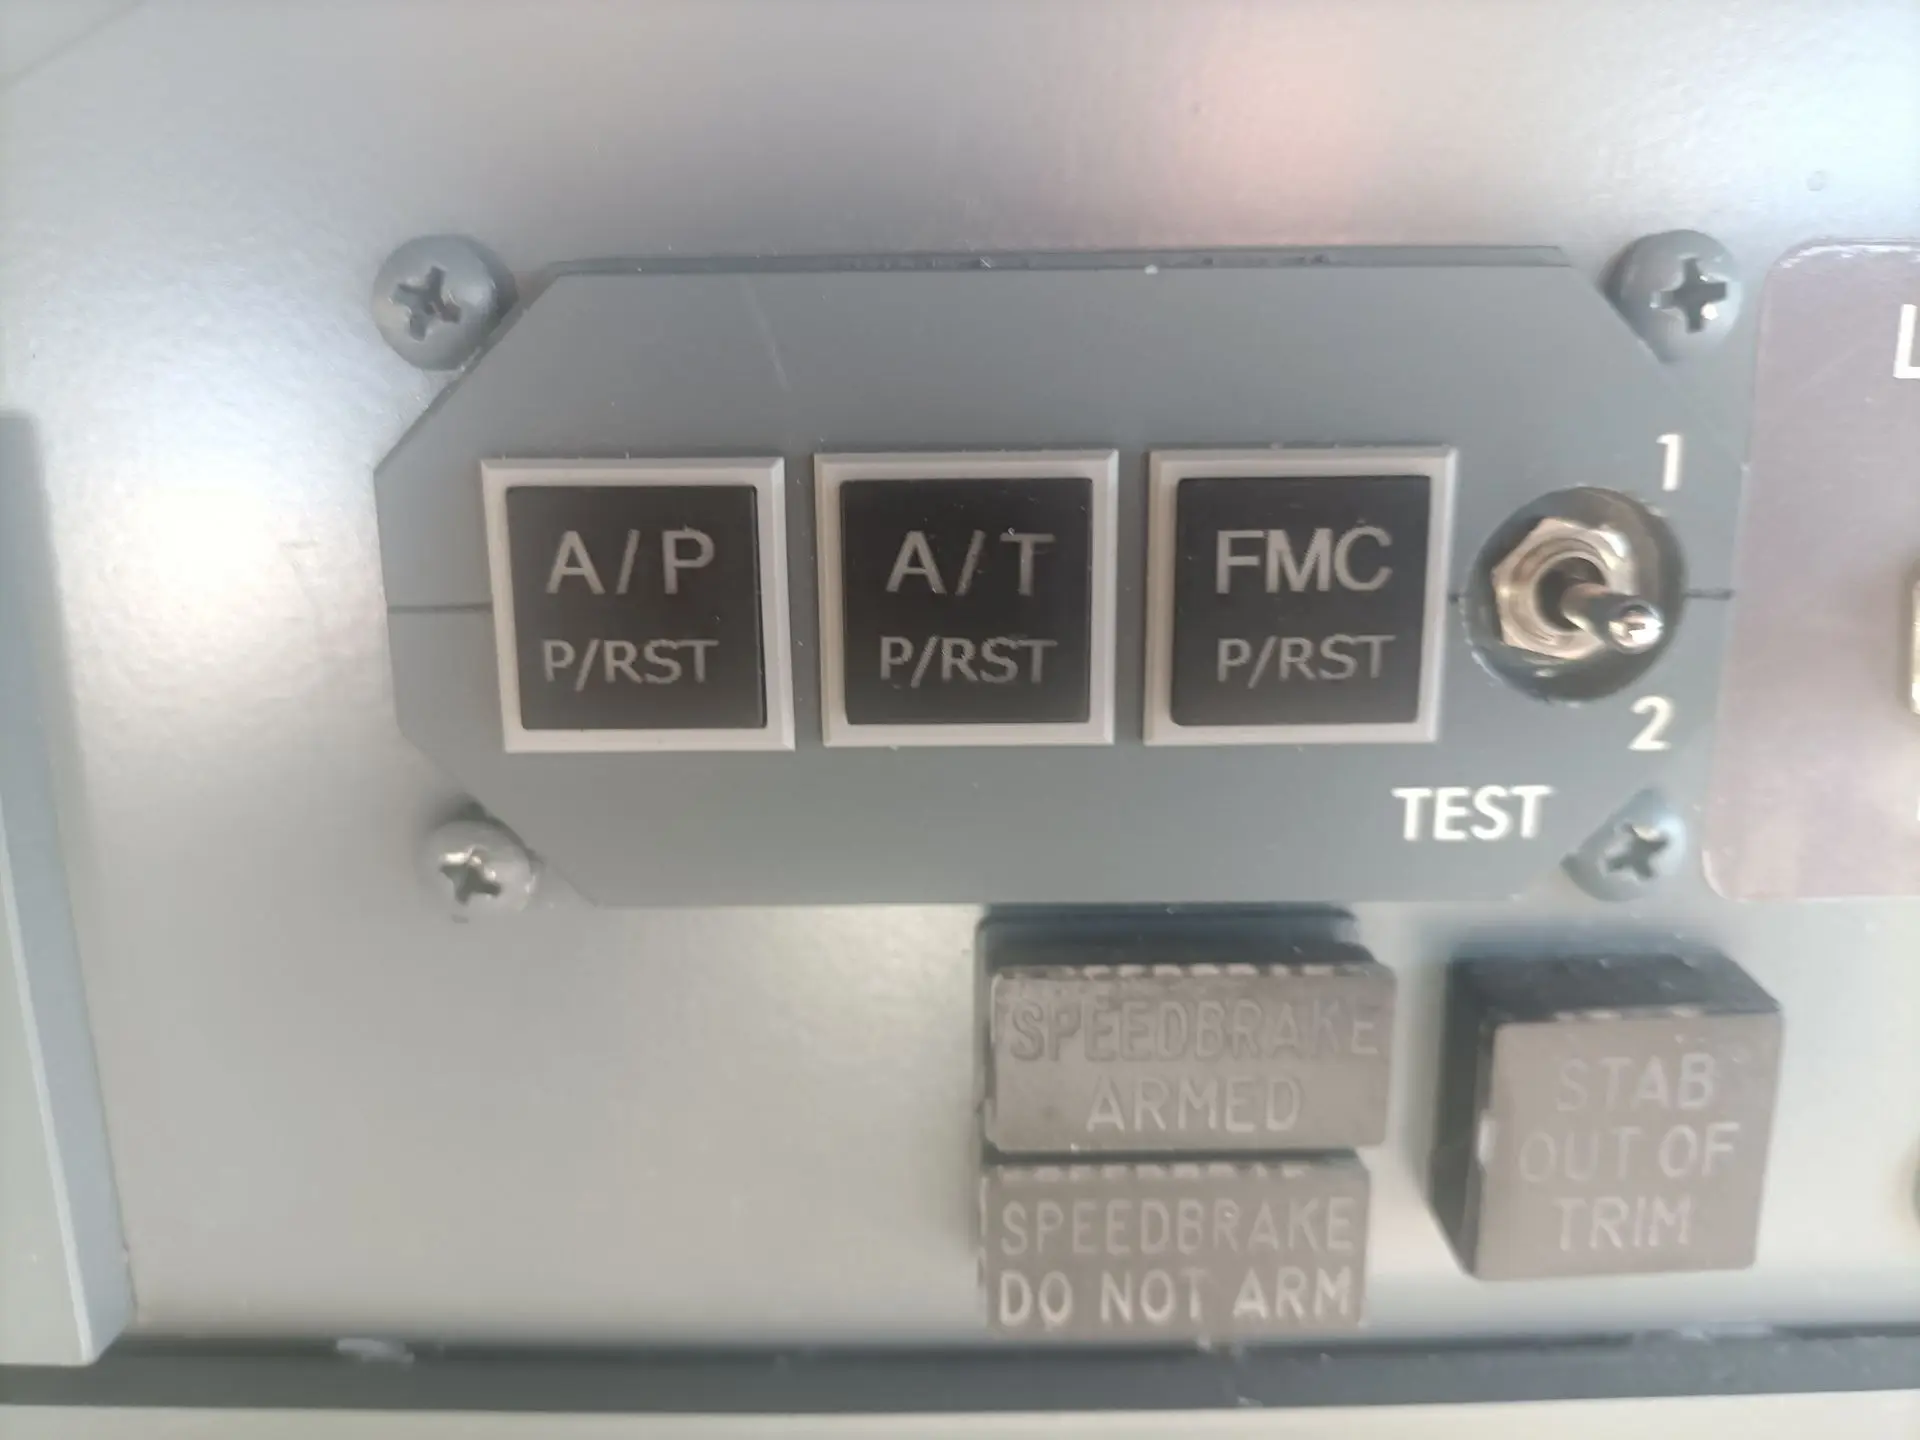 A/P
P/RST
A/T
P/RST
FMC
P/RST
1
2
TEST
SPEEDBRAKE
ARMED
SPEEDBRAKE
DO NOT ARM
STAB
OUT OF
TRIM